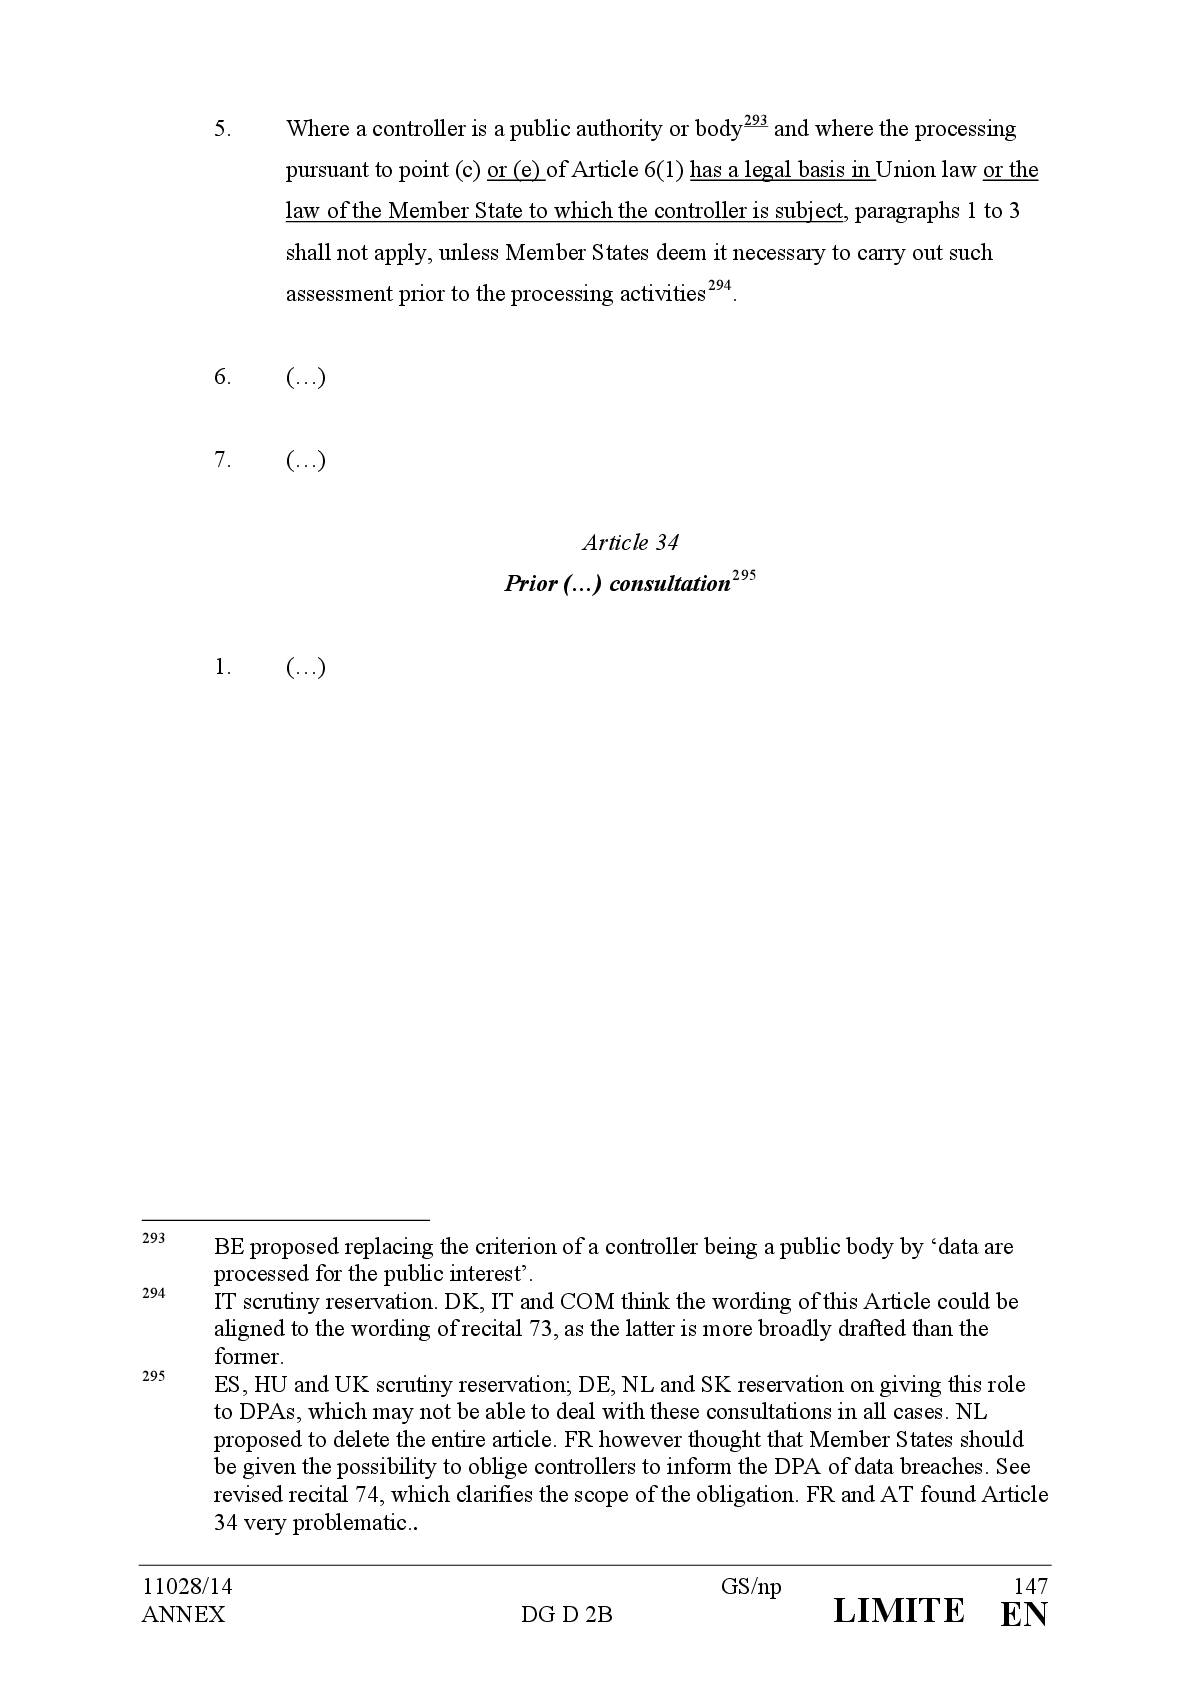 5. Where a controller is a public authority or body293 and where the processing
pursuant to point (c) or (e) of Article 6(1) has a legal basis in Union law or the
law of the Member State to which the controller is subject, paragraphs 1 to 3
shall not apply, unless Member States deem it necessary to carry out such
assessment prior to the processing activities294.
6. (…)
7. (…)
Article 34
Prior (…) consultation295
1. (…)
293 BE proposed replacing the criterion of a controller being a public body by ‘data are
processed for the public interest’.
294 IT scrutiny reservation. DK, IT and COM think the wording of this Article could be
aligned to the wording of recital 73, as the latter is more broadly drafted than the
former.
295 ES, HU and UK scrutiny reservation; DE, NL and SK reservation on giving this role
to DPAs, which may not be able to deal with these consultations in all cases. NL
proposed to delete the entire article. FR however thought that Member States should
be given the possibility to oblige controllers to inform the DPA of data breaches. See
revised recital 74, which clarifies the scope of the obligation. FR and AT found Article
34 very problematic..
11028/14 GS/np 147
ANNEX DG D 2B LIMITE EN